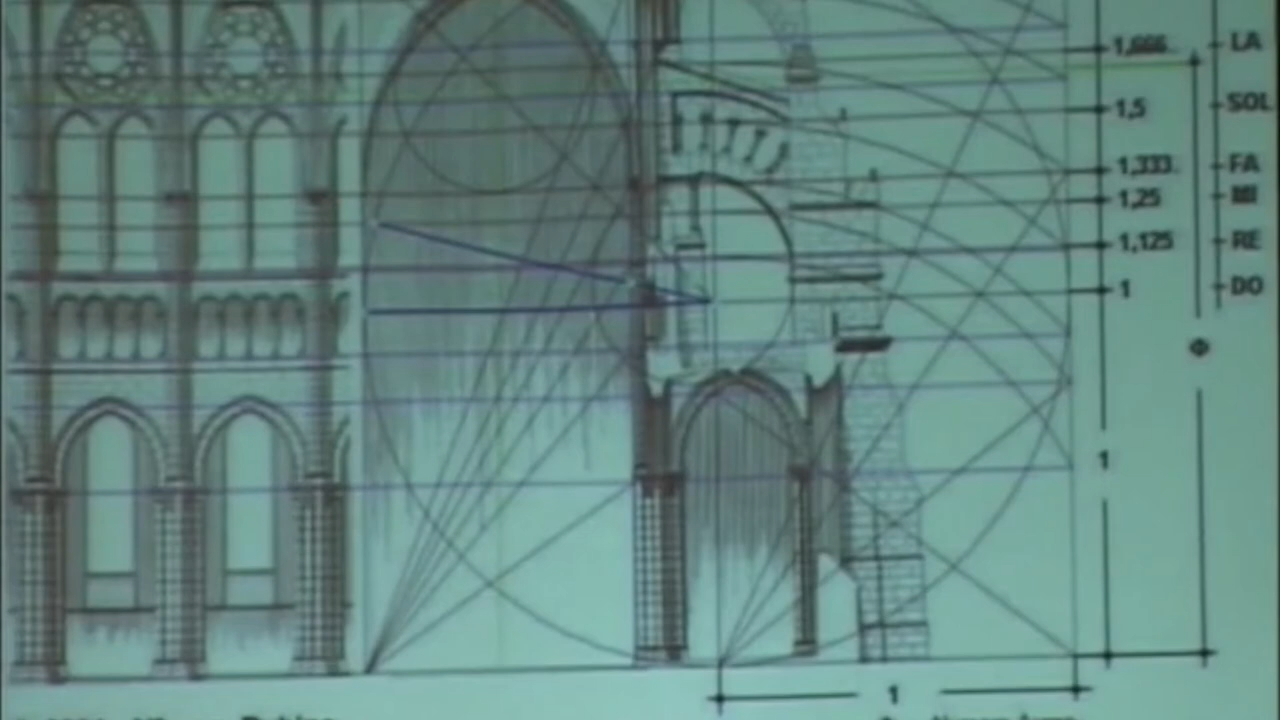 1,666 LA
1,5 SOL
1,333 FA
1,25 MI
1,125 RE
1 DO
Φ
1
1